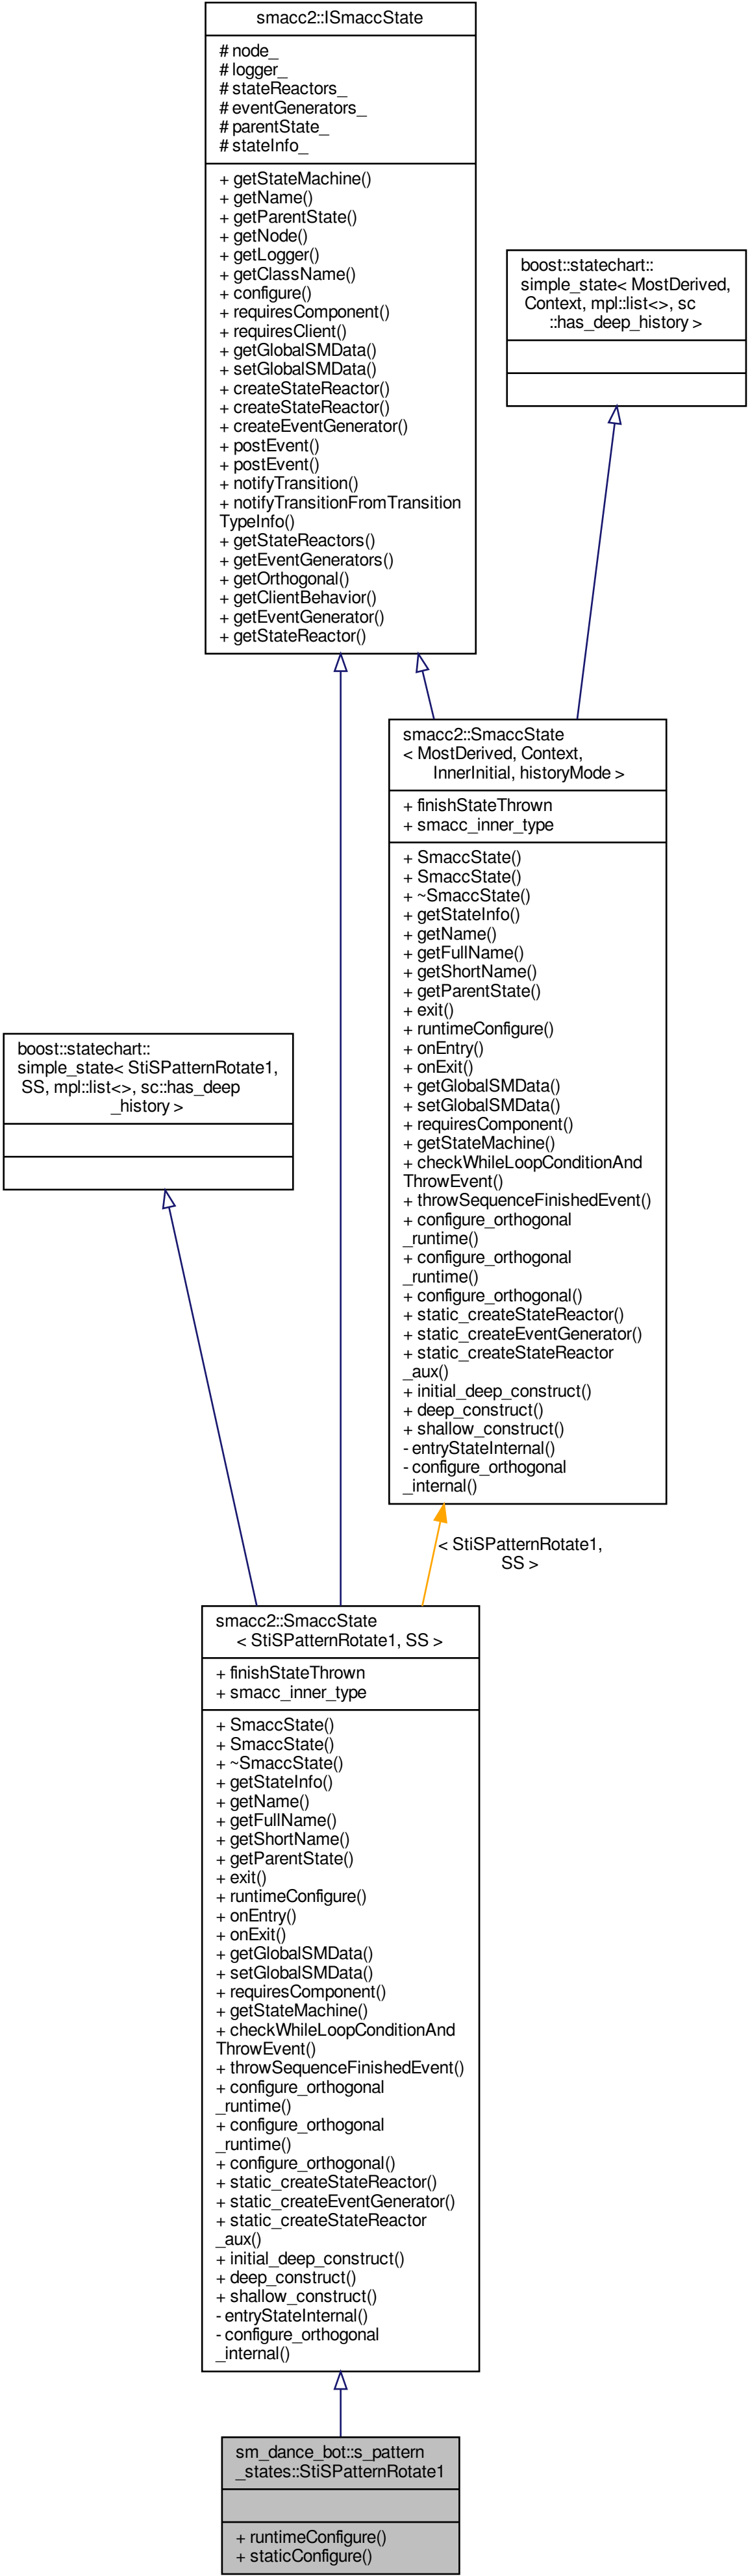 smacc2::ISmaccState
# node_
# logger_
# stateReactors_
# eventGenerators_
# parentState_
# stateInfo_
+ getStateMachine()
+ getName()
+ getParentState()
+ getNode()
+ getLogger()
+ getClassName()
+ configure()
+ requiresComponent()
+ requiresClient()
+ getGlobalSMData()
+ setGlobalSMData()
+ createStateReactor()
+ createStateReactor()
+ createEventGenerator()
+ postEvent()
+ postEvent()
+ notifyTransition()
+ notifyTransitionFromTransition
TypeInfo()
+ getStateReactors()
+ getEventGenerators()
+ getOrthogonal()
+ getClientBehavior()
+ getEventGenerator()
+ getStateReactor()
boost::statechart::
simple_state< MostDerived,
Context, mpl::list<>, sc
::has_deep_history >
smacc2::SmaccState
< MostDerived, Context,
InnerInitial, historyMode >
+ finishStateThrown
+ smacc_inner_type
+ SmaccState()
+ SmaccState()
+ ~SmaccState()
+ getStateInfo()
+ getName()
+ getFullName()
+ getShortName()
+ getParentState()
+ exit()
+ runtimeConfigure()
+ onEntry()
+ onExit()
+ getGlobalSMData()
+ setGlobalSMData()
+ requiresComponent()
+ getStateMachine()
+ checkWhileLoopConditionAnd
ThrowEvent()
+ throwSequenceFinishedEvent()
+ configure_orthogonal
_runtime()
+ configure_orthogonal
_runtime()
+ configure_orthogonal()
+ static_createStateReactor()
+ static_createEventGenerator()
+ static_createStateReactor
_aux()
+ initial_deep_construct()
+ deep_construct()
+ shallow_construct()
- entryStateInternal()
- configure_orthogonal
_internal()
boost::statechart::
simple_state< StiSPatternRotate1,
SS, mpl::list<>, sc::has_deep
_history >
< StiSPatternRotate1,
SS >
smacc2::SmaccState
< StiSPatternRotate1, SS >
+ finishStateThrown
+ smacc_inner_type
+ SmaccState()
+ SmaccState()
+ ~SmaccState()
+ getStateInfo()
+ getName()
+ getFullName()
+ getShortName()
+ getParentState()
+ exit()
+ runtimeConfigure()
+ onEntry()
+ onExit()
+ getGlobalSMData()
+ setGlobalSMData()
+ requiresComponent()
+ getStateMachine()
+ checkWhileLoopConditionAnd
ThrowEvent()
+ throwSequenceFinishedEvent()
+ configure_orthogonal
_runtime()
+ configure_orthogonal
_runtime()
+ configure_orthogonal()
+ static_createStateReactor()
+ static_createEventGenerator()
+ static_createStateReactor
_aux()
+ initial_deep_construct()
+ deep_construct()
+ shallow_construct()
- entryStateInternal()
- configure_orthogonal
_internal()
sm_dance_bot::s_pattern
_states::StiSPatternRotate1
+ runtimeConfigure()
+ staticConfigure()